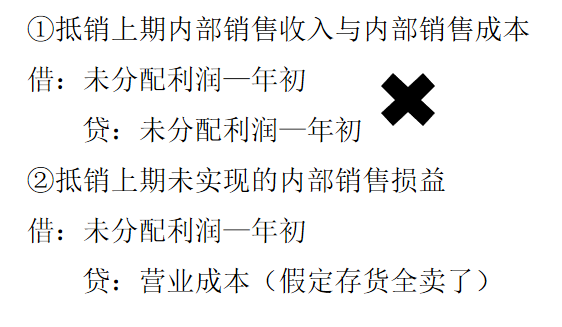 ①抵销上期内部销售收入与内部销售成本
借：未分配利润—年初
贷：未分配利润—年初
②抵销上期未实现的内部销售损益
借：未分配利润—年初
贷：营业成本（假定存货全卖了）